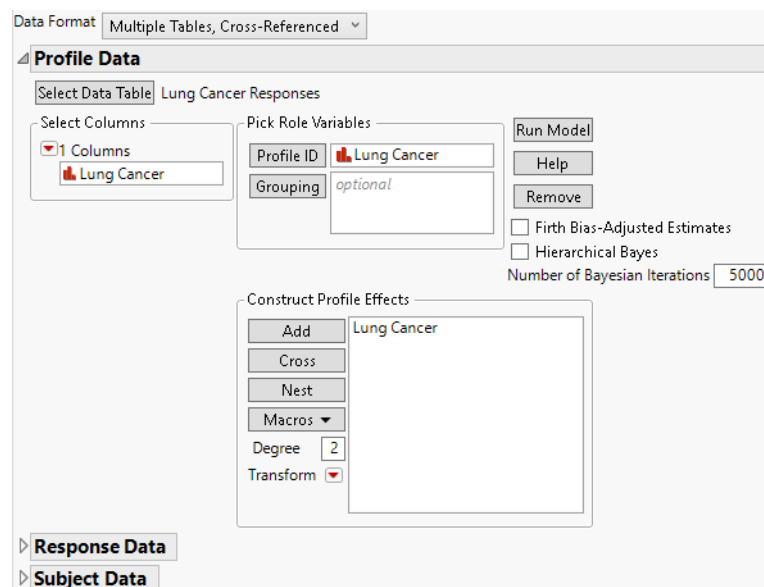 Data Format Multiple Tables, Cross-Referenced
Profile Data
Select Data Table Lung Cancer Responses
Select Columns
1 Columns
Lung Cancer
Pick Role Variables
Profile ID Lung Cancer
Grouping optional
Run Model
Help
Remove
Firth Bias-Adjusted Estimates
Hierarchical Bayes
Number of Bayesian Iterations 5000
Construct Profile Effects
Add
Cross
Nest
Macros
Degree 2
Transform
Lung Cancer
Response Data
Subject Data